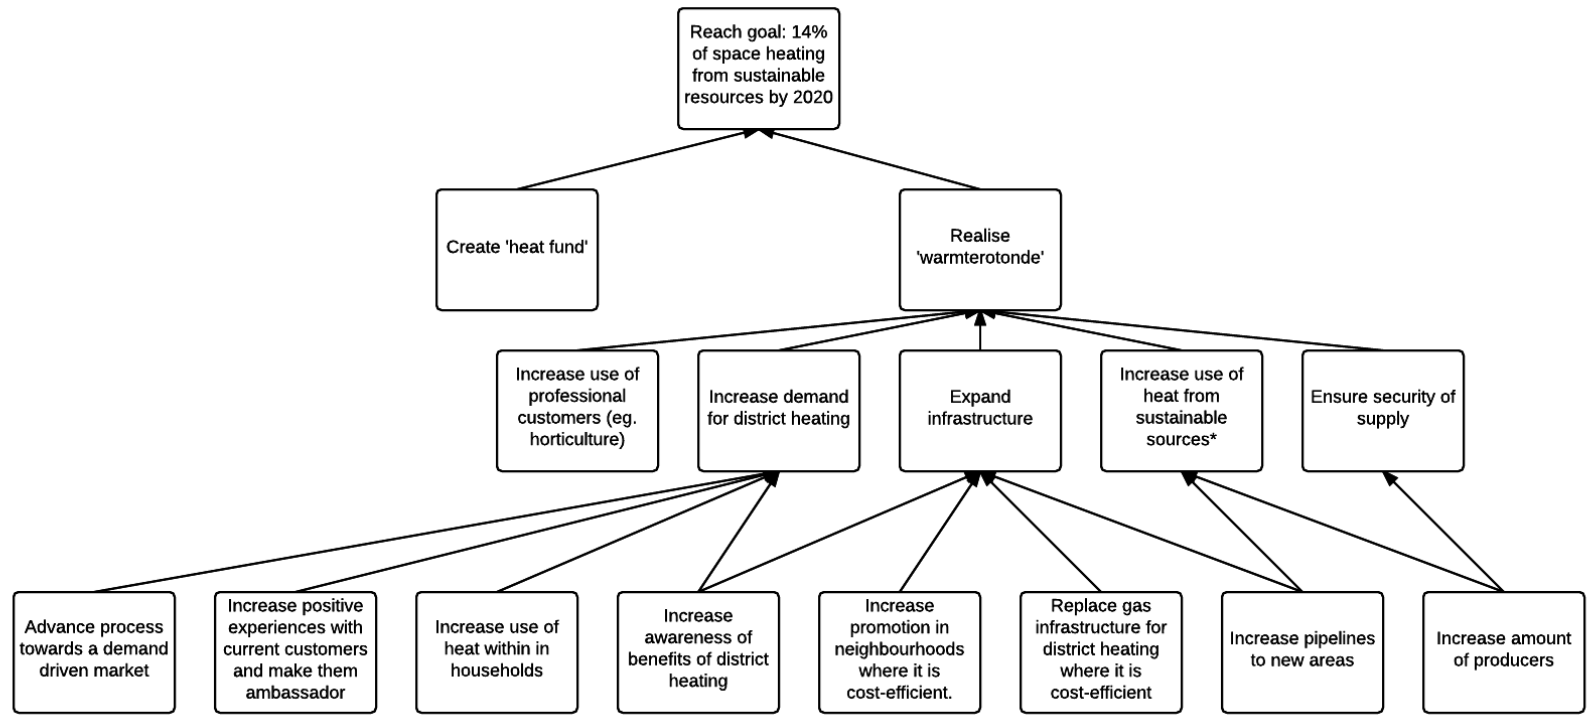 Reach goal: 14%
of space heating
from sustainable
resources by 2020
Create 'heat fund'
Realise
'warmterotonde'
Increase use of
professional
customers (eg.
horticulture)
Increase demand
for district heating
Expand
infrastructure
Increase use of
heat from
sustainable
sources*
Ensure security of
supply
Advance process
towards a demand
driven market
Increase positive
experiences with
current customers
and make them
ambassador
Increase use of
heat within in
households
Increase
awareness of
benefits of district
heating
Increase
promotion in
neighbourhoods
where it is
cost-efficient.
Replace gas
infrastructure for
district heating
where it is
cost-efficient
Increase pipelines
to new areas
Increase amount
of producers